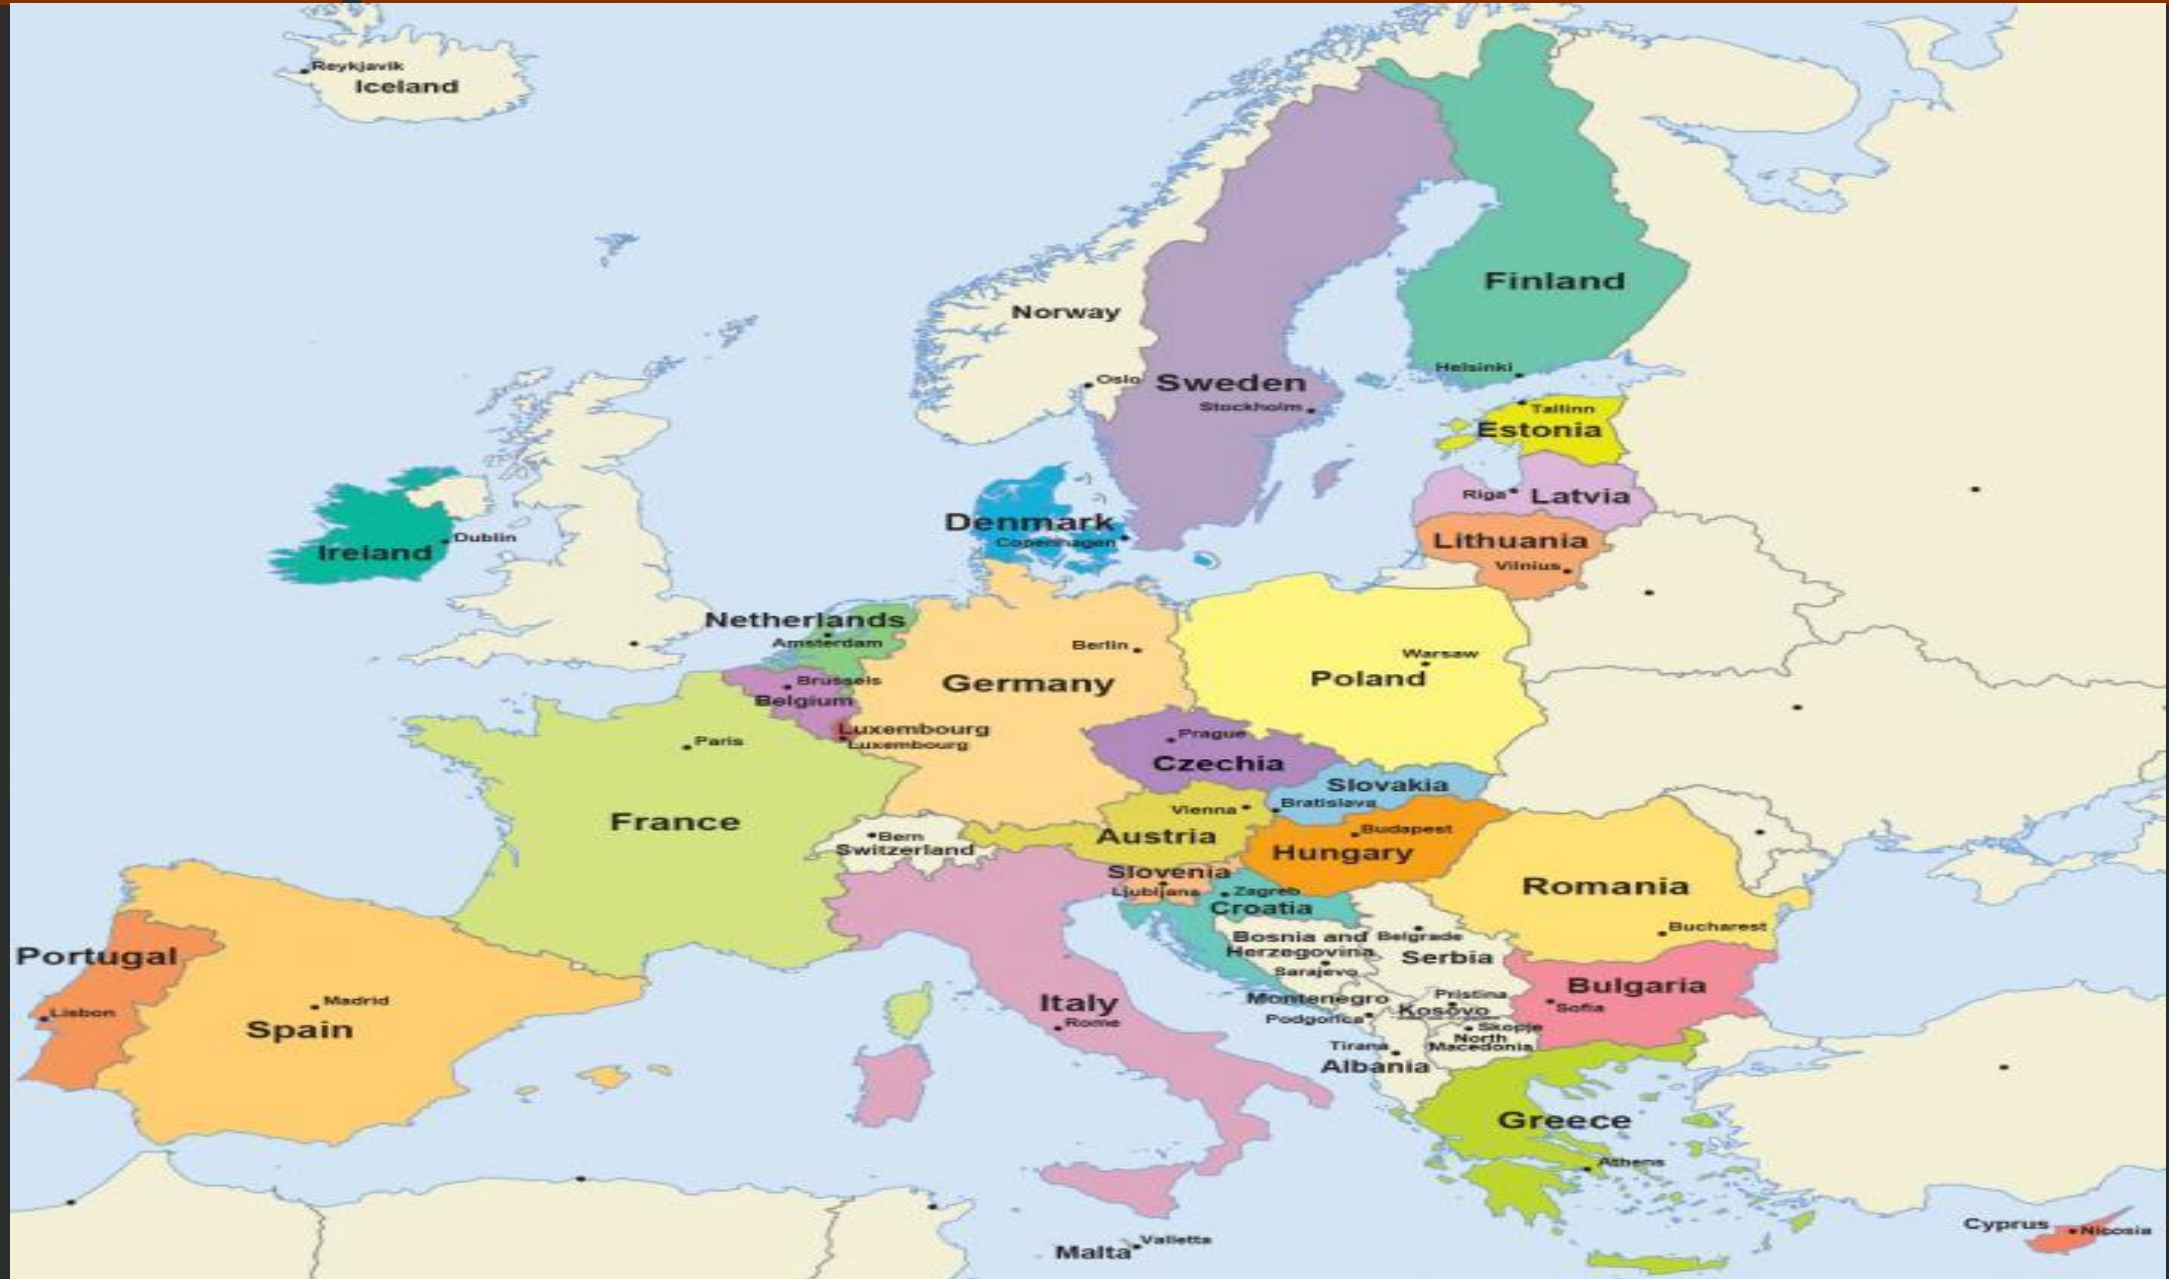 Reykjavik
Iceland
Finland
Norway
Helsinki
Oslo
Sweden
Stockholm
Tallinn
Estonia
Riga
Latvia
Denmark
Copenhagen
Dublin
Ireland
Lithuania
Vilnius
Netherlands
Amsterdam
Berlin
Warsaw
Brussels
Germany
Poland
Belgium
Luxembourg
Luxembourg
Paris
Prague
Czechia
Slovakia
Bratislava
Vienna
France
Bern
Switzerland
Austria
Budapest
Hungary
Slovenia
Ljubljana
Zagreb
Croatia
Romania
Bucharest
Bosnia and
Herzegovina
Sarajevo
Belgrade
Serbia
Portugal
Lisbon
Madrid
Spain
Italy
Rome
Montenegro
Podgorica
Pristina
Kosovo
Bulgaria
Sofia
Skopje
North
Macedonia
Tirana
Albania
Greece
Athens
Malta
Valletta
Cyprus
Nicosia